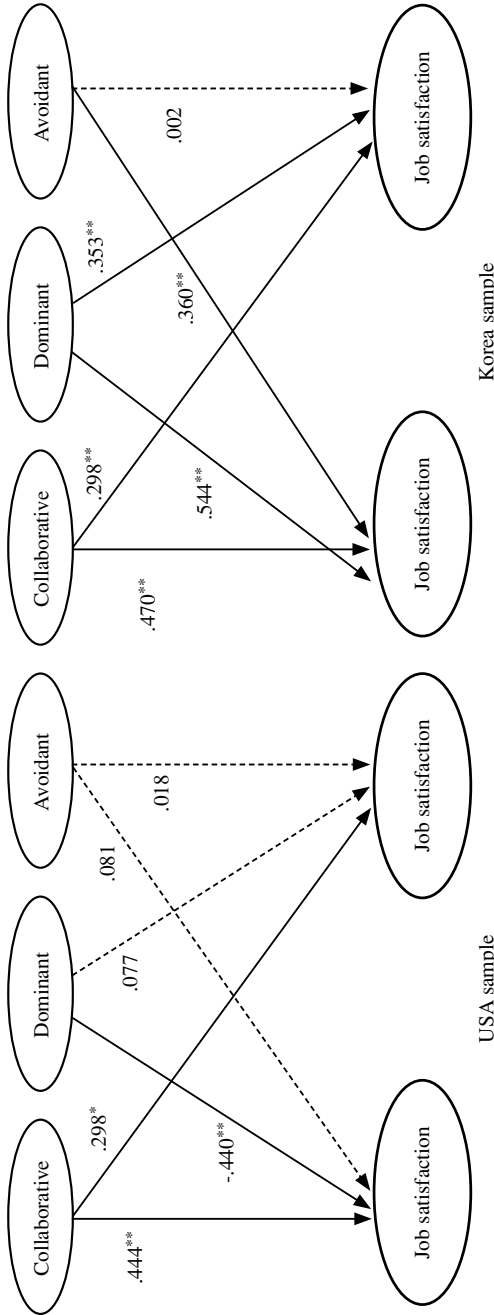 Collaborative
Dominant
Avoidant
.444**
.298*
-.440**
.077
.081
.018
Job satisfaction
Job satisfaction
USA sample
Collaborative
Dominant
Avoidant
.470**
.298**
.544**
.353**
.360**
.002
Job satisfaction
Job satisfaction
Korea sample